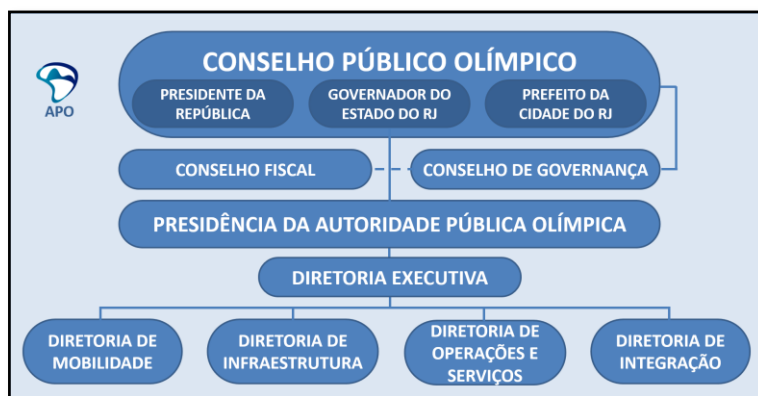 CONSELHO PÚBLICO OLÍMPICO
PRESIDENTE DA
REPÚBLICA
GOVERNADOR DO
ESTADO DO RJ
PREFEITO DA
CIDADE DO RJ
APO
CONSELHO FISCAL
CONSELHO DE GOVERNANÇA
PRESIDÊNCIA DA AUTORIDADE PÚBLICA OLÍMPICA
DIRETORIA EXECUTIVA
DIRETORIA DE
MOBILIDADE
DIRETORIA DE
INFRAESTRUTURA
DIRETORIA DE
OPERAÇÕES E
SERVIÇOS
DIRETORIA DE
INTEGRAÇÃO